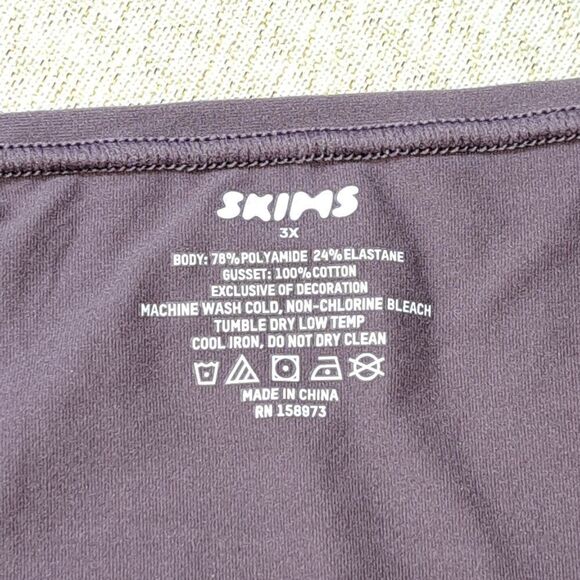 SKIMS
3X
BODY: 76% POLYAMIDE 24% ELASTANE
GUSSET: 100% COTTON
EXCLUSIVE OF DECORATION
MACHINE WASH COLD, NON-CHLORINE BLEACH
TUMBLE DRY LOW TEMP
COOL IRON, DO NOT DRY CLEAN
MADE IN CHINA
RN 158973